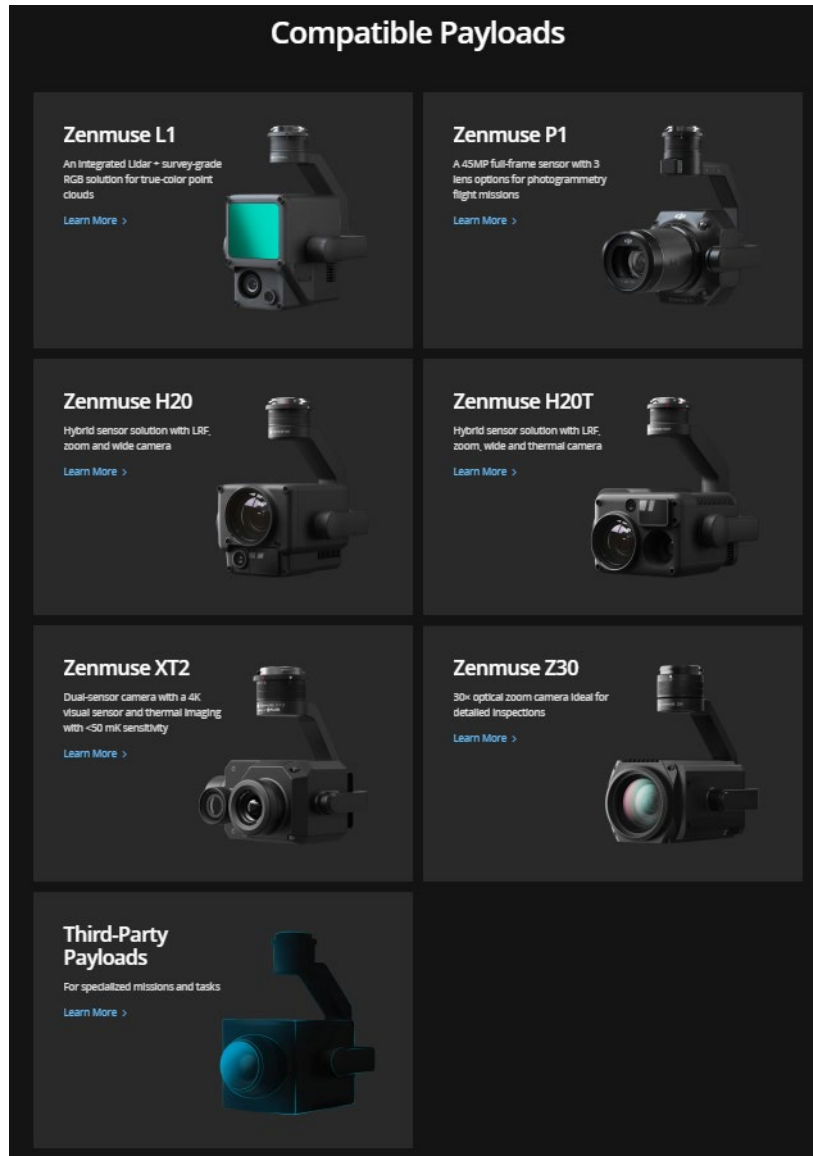 Compatible Payloads
Zenmuse L1
An integrated Lidar + survey-grade
RGB solution for true-color point
clouds
Learn More >
Zenmuse P1
A 45MP full-frame sensor with 3
lens options for photogrammetry
flight missions
Learn More >
Zenmuse H20
Hybrid sensor solution with LRF,
zoom and wide camera
Learn More >
Zenmuse H20T
Hybrid sensor solution with LRF,
zoom, wide and thermal camera
Learn More >
Zenmuse XT2
Dual-sensor camera with a 4K
visual sensor and thermal imaging
with <50 mK sensitivity
Learn More >
Zenmuse Z30
30× optical zoom camera ideal for
detailed inspections
Learn More >
Third-Party
Payloads
For specialized missions and tasks
Learn More >